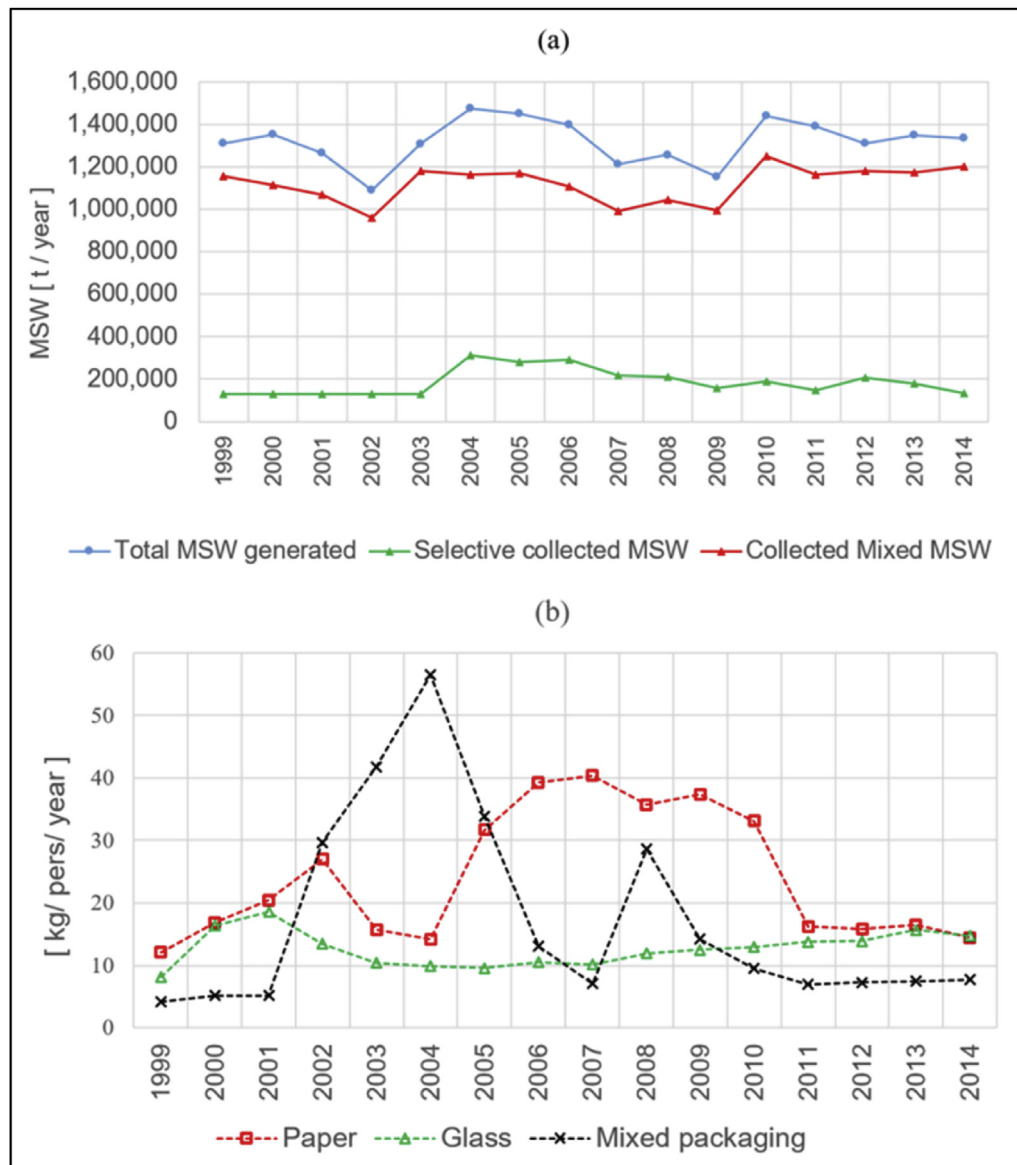 (a)
MSW [ t / year ]
1,600,000
1,400,000
1,200,000
1,000,000
800,000
600,000
400,000
200,000
0
1999 2000 2001 2002 2003 2004 2005 2006 2007 2008 2009 2010 2011 2012 2013 2014
Total MSW generated Selective collected MSW Collected Mixed MSW
(b)
[ kg/ pers/ year ]
60
50
40
30
20
10
0
1999 2000 2001 2002 2003 2004 2005 2006 2007 2008 2009 2010 2011 2012 2013 2014
Paper Glass Mixed packaging